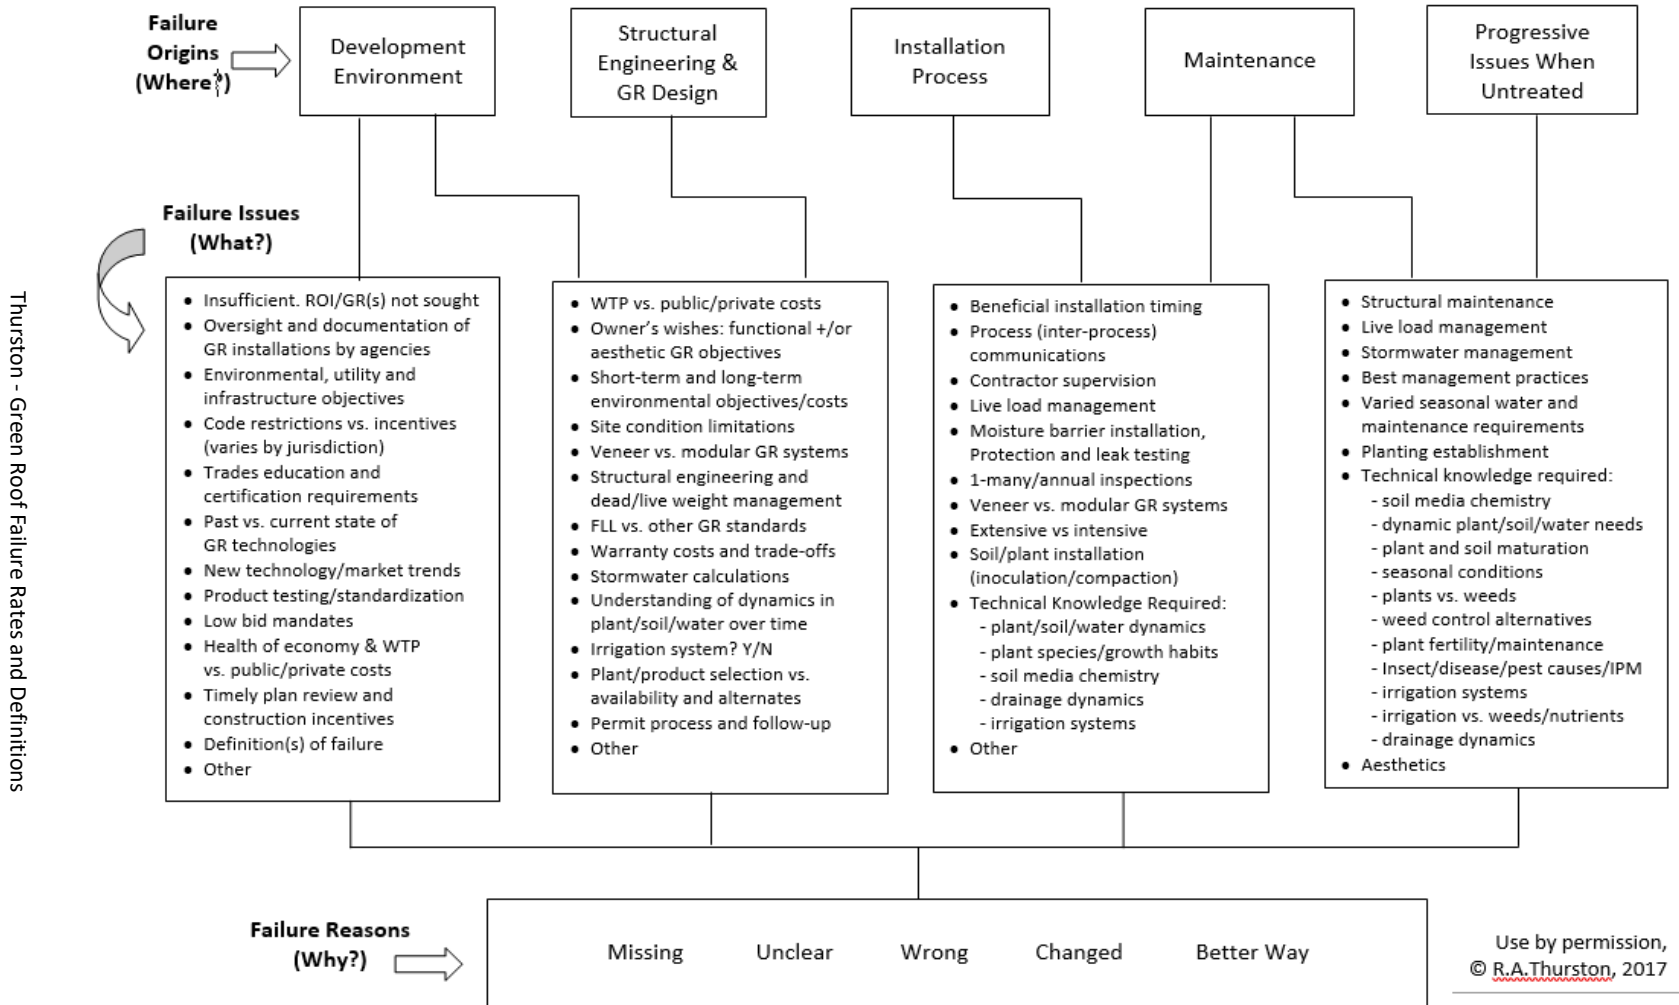 Failure
Origins
(Where?)
Development
Environment
Structural
Engineering &
GR Design
Installation
Process
Maintenance
Progressive
Issues When
Untreated
Failure Issues
(What?)
Thurston - Green Roof Failure Rates and Definitions
• Insufficient. ROI/GR(s) not sought
• Oversight and documentation of
GR installations by agencies
• Environmental, utility and
infrastructure objectives
• Code restrictions vs. incentives
(varies by jurisdiction)
• Trades education and
certification requirements
• Past vs. current state of
GR technologies
• New technology/market trends
• Product testing/standardization
• Low bid mandates
• Health of economy & WTP
vs. public/private costs
• Timely plan review and
construction incentives
• Definition(s) of failure
• Other
• WTP vs. public/private costs
• Owner's wishes: functional +/or
aesthetic GR objectives
• Short-term and long-term
environmental objectives/costs
• Site condition limitations
• Veneer vs. modular GR systems
• Structural engineering and
dead/live weight management
• FLL vs. other GR standards
• Warranty costs and trade-offs
• Stormwater calculations
• Understanding of dynamics in
plant/soil/water over time
• Irrigation system? Y/N
• Plant/product selection vs.
availability and alternates
• Permit process and follow-up
• Other
• Beneficial installation timing
• Process (inter-process)
communications
• Contractor supervision
• Live load management
• Moisture barrier installation,
Protection and leak testing
• 1-many/annual inspections
• Veneer vs. modular GR systems
• Extensive vs intensive
• Soil/plant installation
(inoculation/compaction)
• Technical Knowledge Required:
- plant/soil/water dynamics
- plant species/growth habits
- soil media chemistry
- drainage dynamics
- irrigation systems
• Other
• Structural maintenance
• Live load management
• Stormwater management
• Best management practices
• Varied seasonal water and
maintenance requirements
• Planting establishment
• Technical knowledge required:
- soil media chemistry
- dynamic plant/soil/water needs
- plant and soil maturation
- seasonal conditions
- plants vs. weeds
- weed control alternatives
- plant fertility/maintenance
- Insect/disease/pest causes/IPM
- irrigation systems
- irrigation vs. weeds/nutrients
- drainage dynamics
• Aesthetics
Failure Reasons
(Why?)
Missing Unclear Wrong Changed Better Way
Use by permission,
© R.A.Thurston, 2017